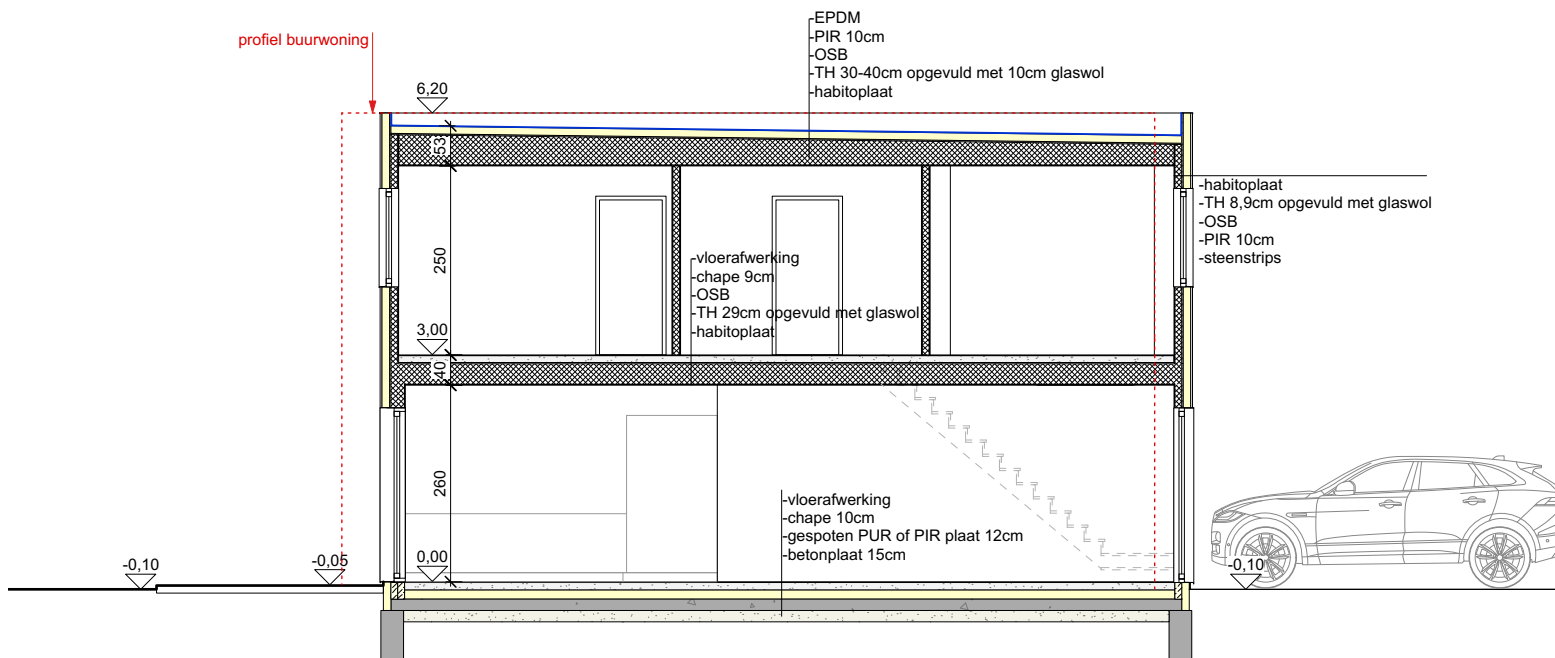 -EPDM
-PIR 10cm
-OSB
-TH 30-40cm opgevuld met 10cm glaswol
-habitoplaat
profiel buurwoning
6,20
53
-habitoplaat
-TH 8,9cm opgevuld met glaswol
-OSB
-PIR 10cm
-steenstrips
250
-vloerafwerking
-chape 9cm
-OSB
-TH 29cm opgevuld met glaswol
-habitoplaat
3,00
40
260
-vloerafwerking
-chape 10cm
-gespoten PUR of PIR plaat 12cm
-betonplaat 15cm
0,00
-0,05
-0,10
-0,10